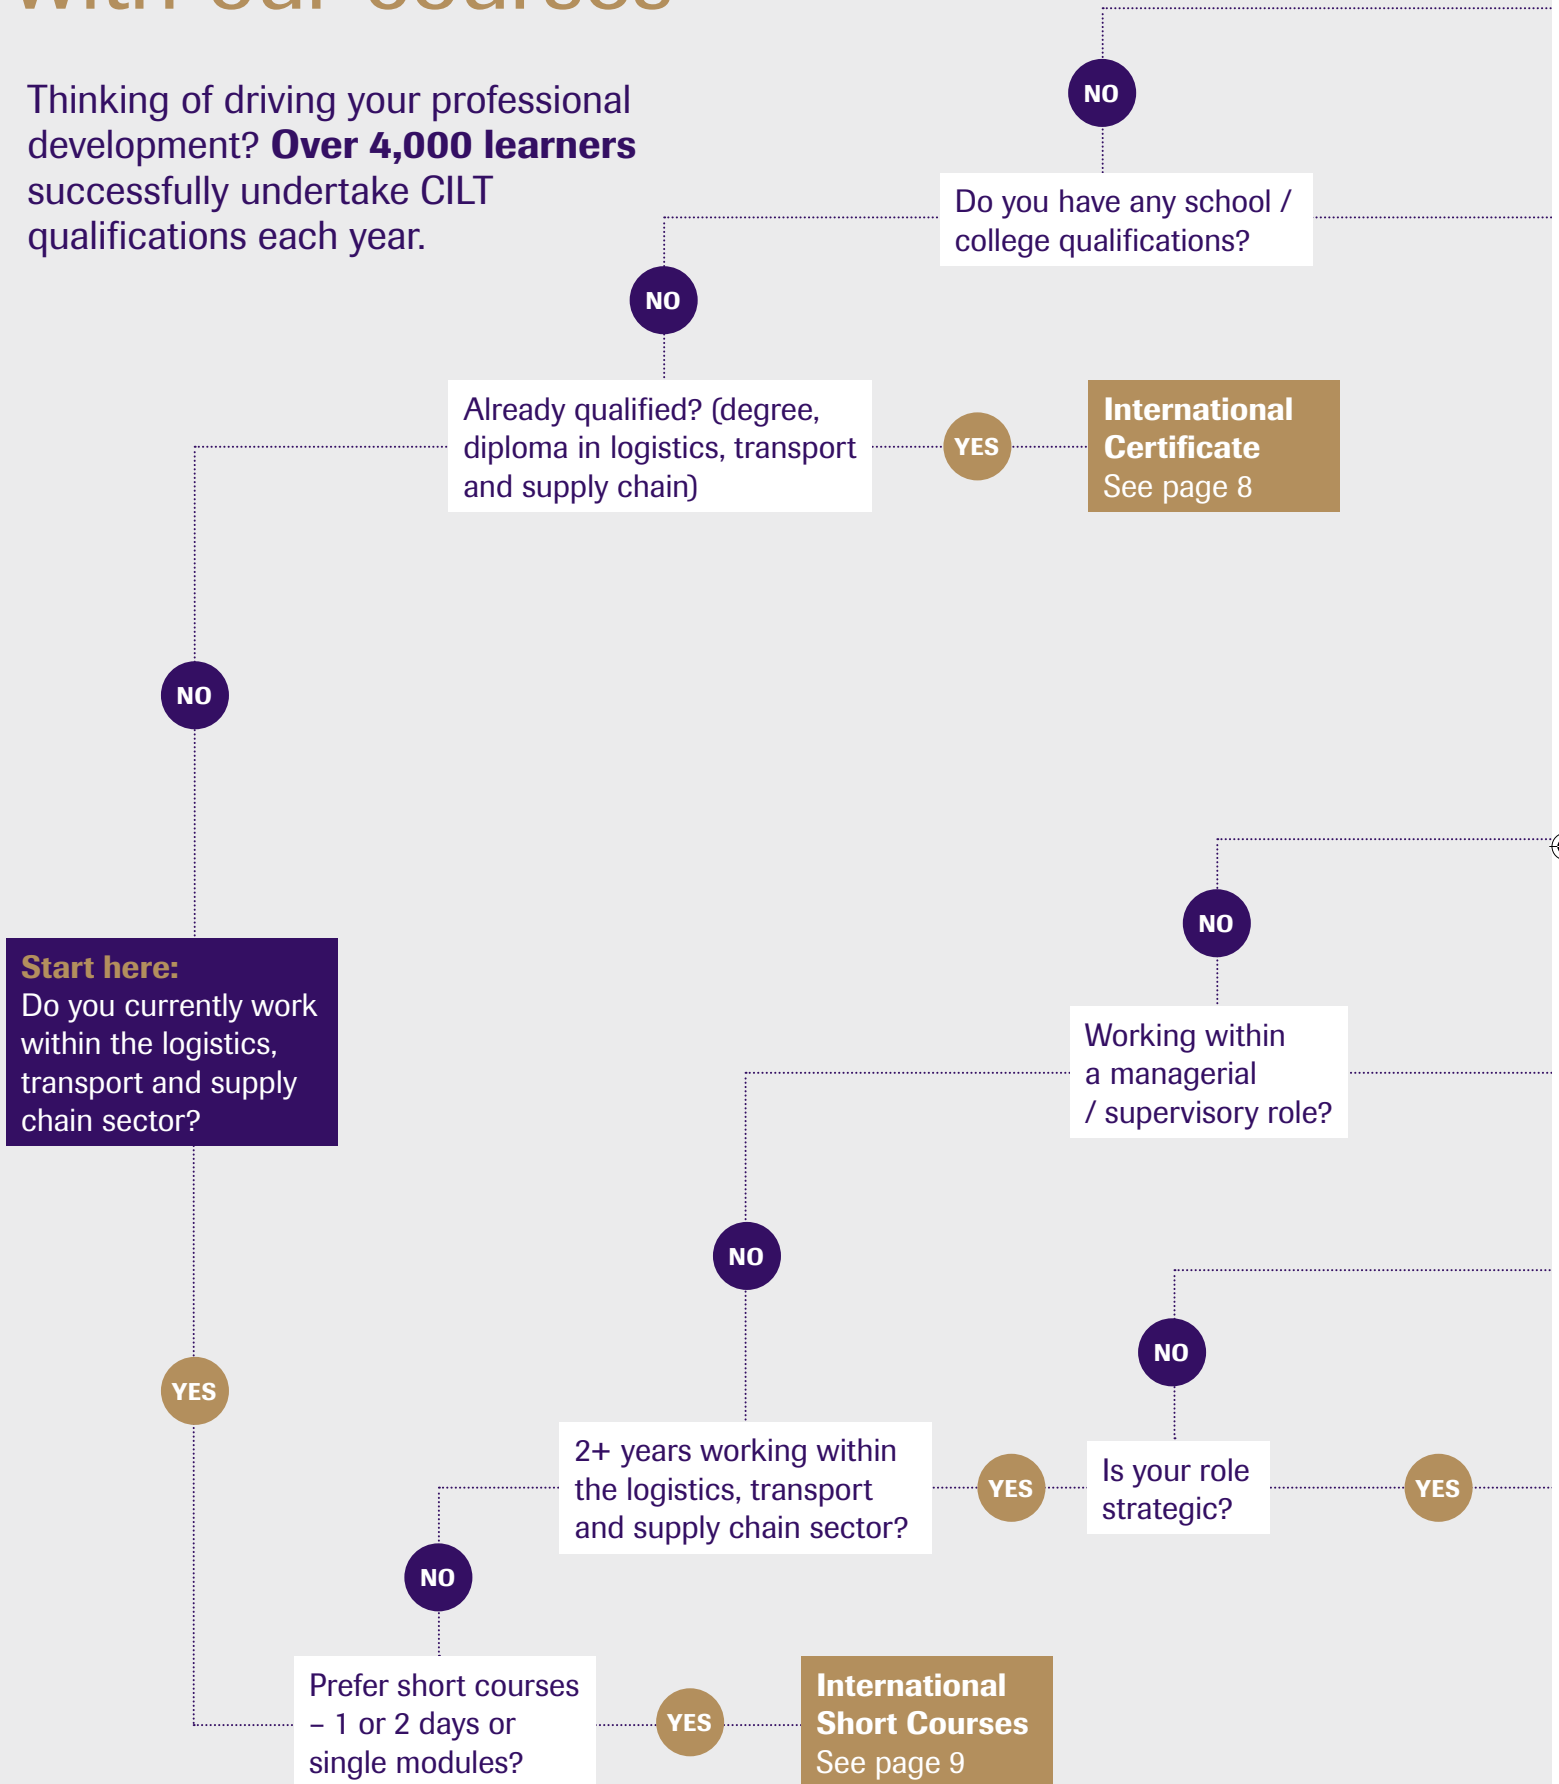 with our courses
Thinking of driving your professional
development? Over 4,000 learners
successfully undertake CILT
qualifications each year.
NO
Do you have any school /
college qualifications?
NO
Already qualified? (degree,
diploma in logistics, transport
and supply chain)
YES
International
Certificate
See page 8
NO
Start here:
Do you currently work
within the logistics,
transport and supply
chain sector?
NO
Working within
a managerial
/ supervisory role?
NO
NO
YES
2+ years working within
the logistics, transport
and supply chain sector?
YES
Is your role
strategic?
YES
NO
Prefer short courses
– 1 or 2 days or
single modules?
YES
International
Short Courses
See page 9